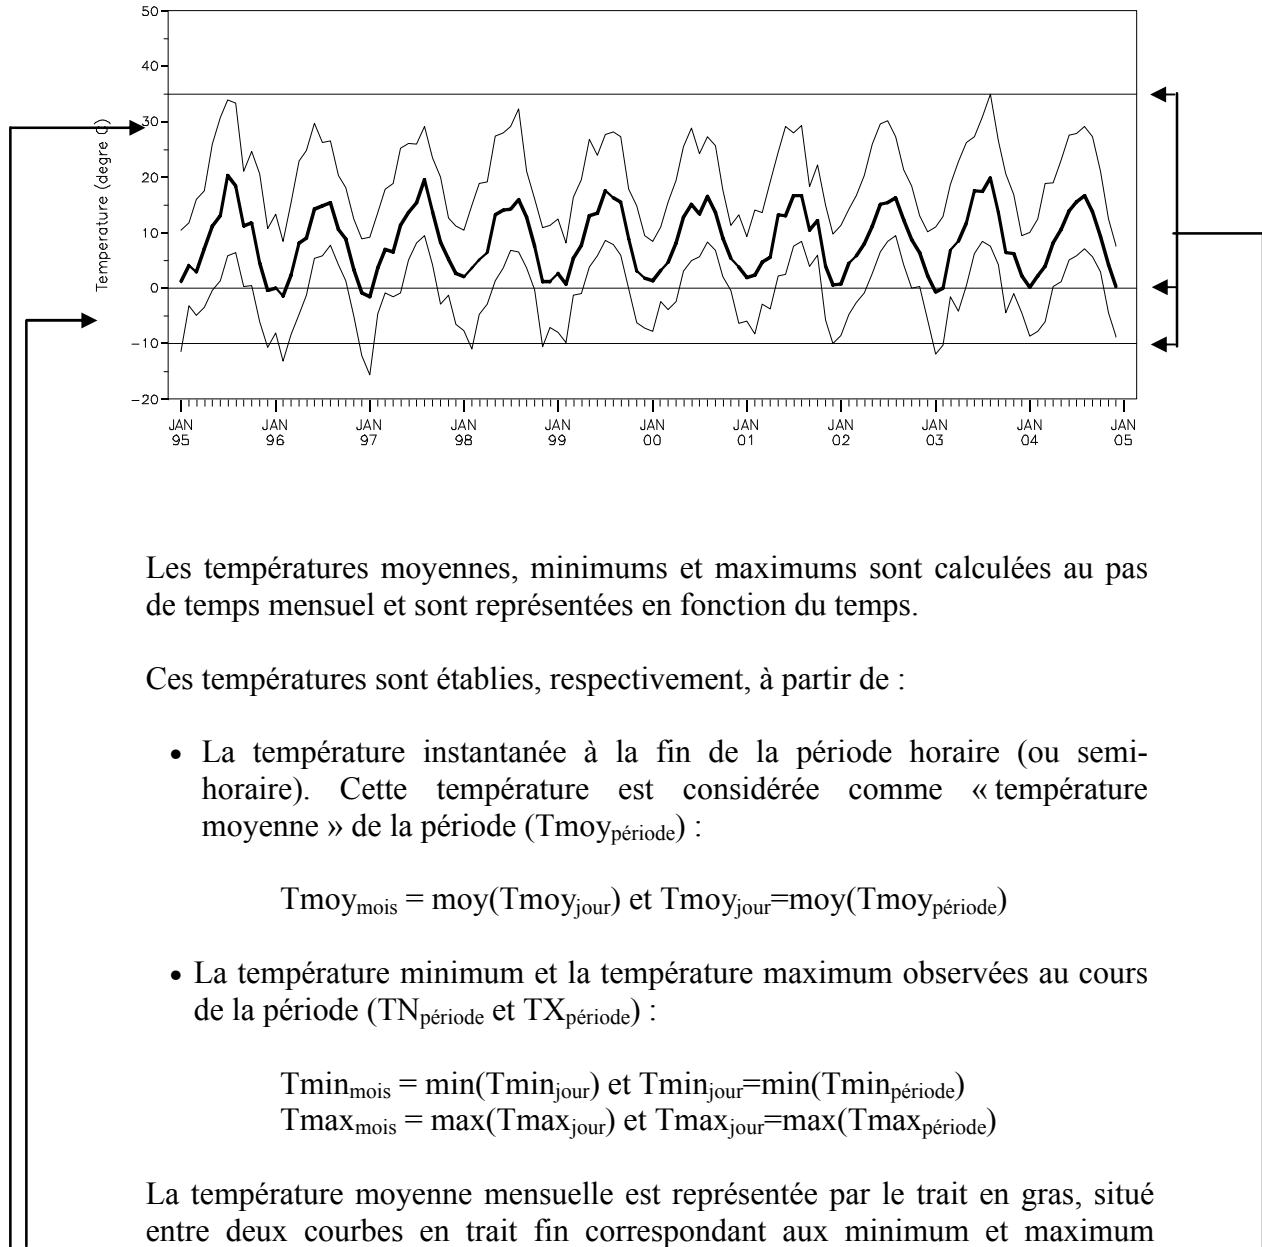 50
40
30
20
10
0
−10
−20
Temperature (degre C)
JAN JAN JAN JAN JAN JAN JAN JAN JAN JAN JAN
95 96 97 98 99 00 01 02 03 04 05
Les températures moyennes, minimums et maximums sont calculées au pas
de temps mensuel et sont représentées en fonction du temps.
Ces températures sont établies, respectivement, à partir de :
• La température instantanée à la fin de la période horaire (ou semi-
horaire). Cette température est considérée comme « température
moyenne » de la période (Tmoypériode) :
Tmoymois = moy(Tmoyjour) et Tmoyjour=moy(Tmoypériode)
• La température minimum et la température maximum observées au cours
de la période (TNpériode et TXpériode) :
Tminmois = min(Tminjour) et Tminjour=min(Tminpériode)
Tmaxmois = max(Tmaxjour) et Tmaxjour=max(Tmaxpériode)
La température moyenne mensuelle est représentée par le trait en gras, situé
entre deux courbes en trait fin correspondant aux minimum et maximum